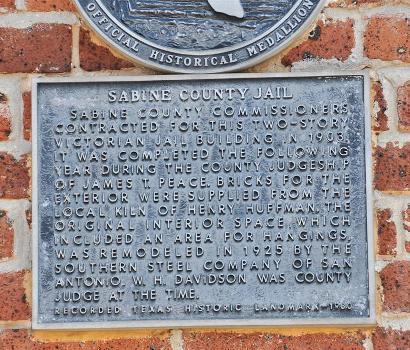 OFFICIAL HISTORICAL MEDALLION
SABINE COUNTY JAIL
SABINE COUNTY COMMISSIONERS
CONTRACTED FOR THIS TWO-STORY
VICTORIAN JAIL BUILDING IN 1903.
IT WAS COMPLETED THE FOLLOWING
YEAR DURING THE COUNTY JUDGESHIP
OF JAMES T. PEACE. BRICKS FOR THE
EXTERIOR WERE SUPPLIED FROM THE
LOCAL KILN OF HENRY HUFFMAN. THE
ORIGINAL INTERIOR SPACE, WHICH
INCLUDED AN AREA FOR HANGINGS,
WAS REMODELED IN 1925 BY THE
SOUTHERN STEEL COMPANY OF SAN
ANTONIO. W. H. DAVIDSON WAS COUNTY
JUDGE AT THE TIME.
RECORDED TEXAS HISTORIC LANDMARK-1980